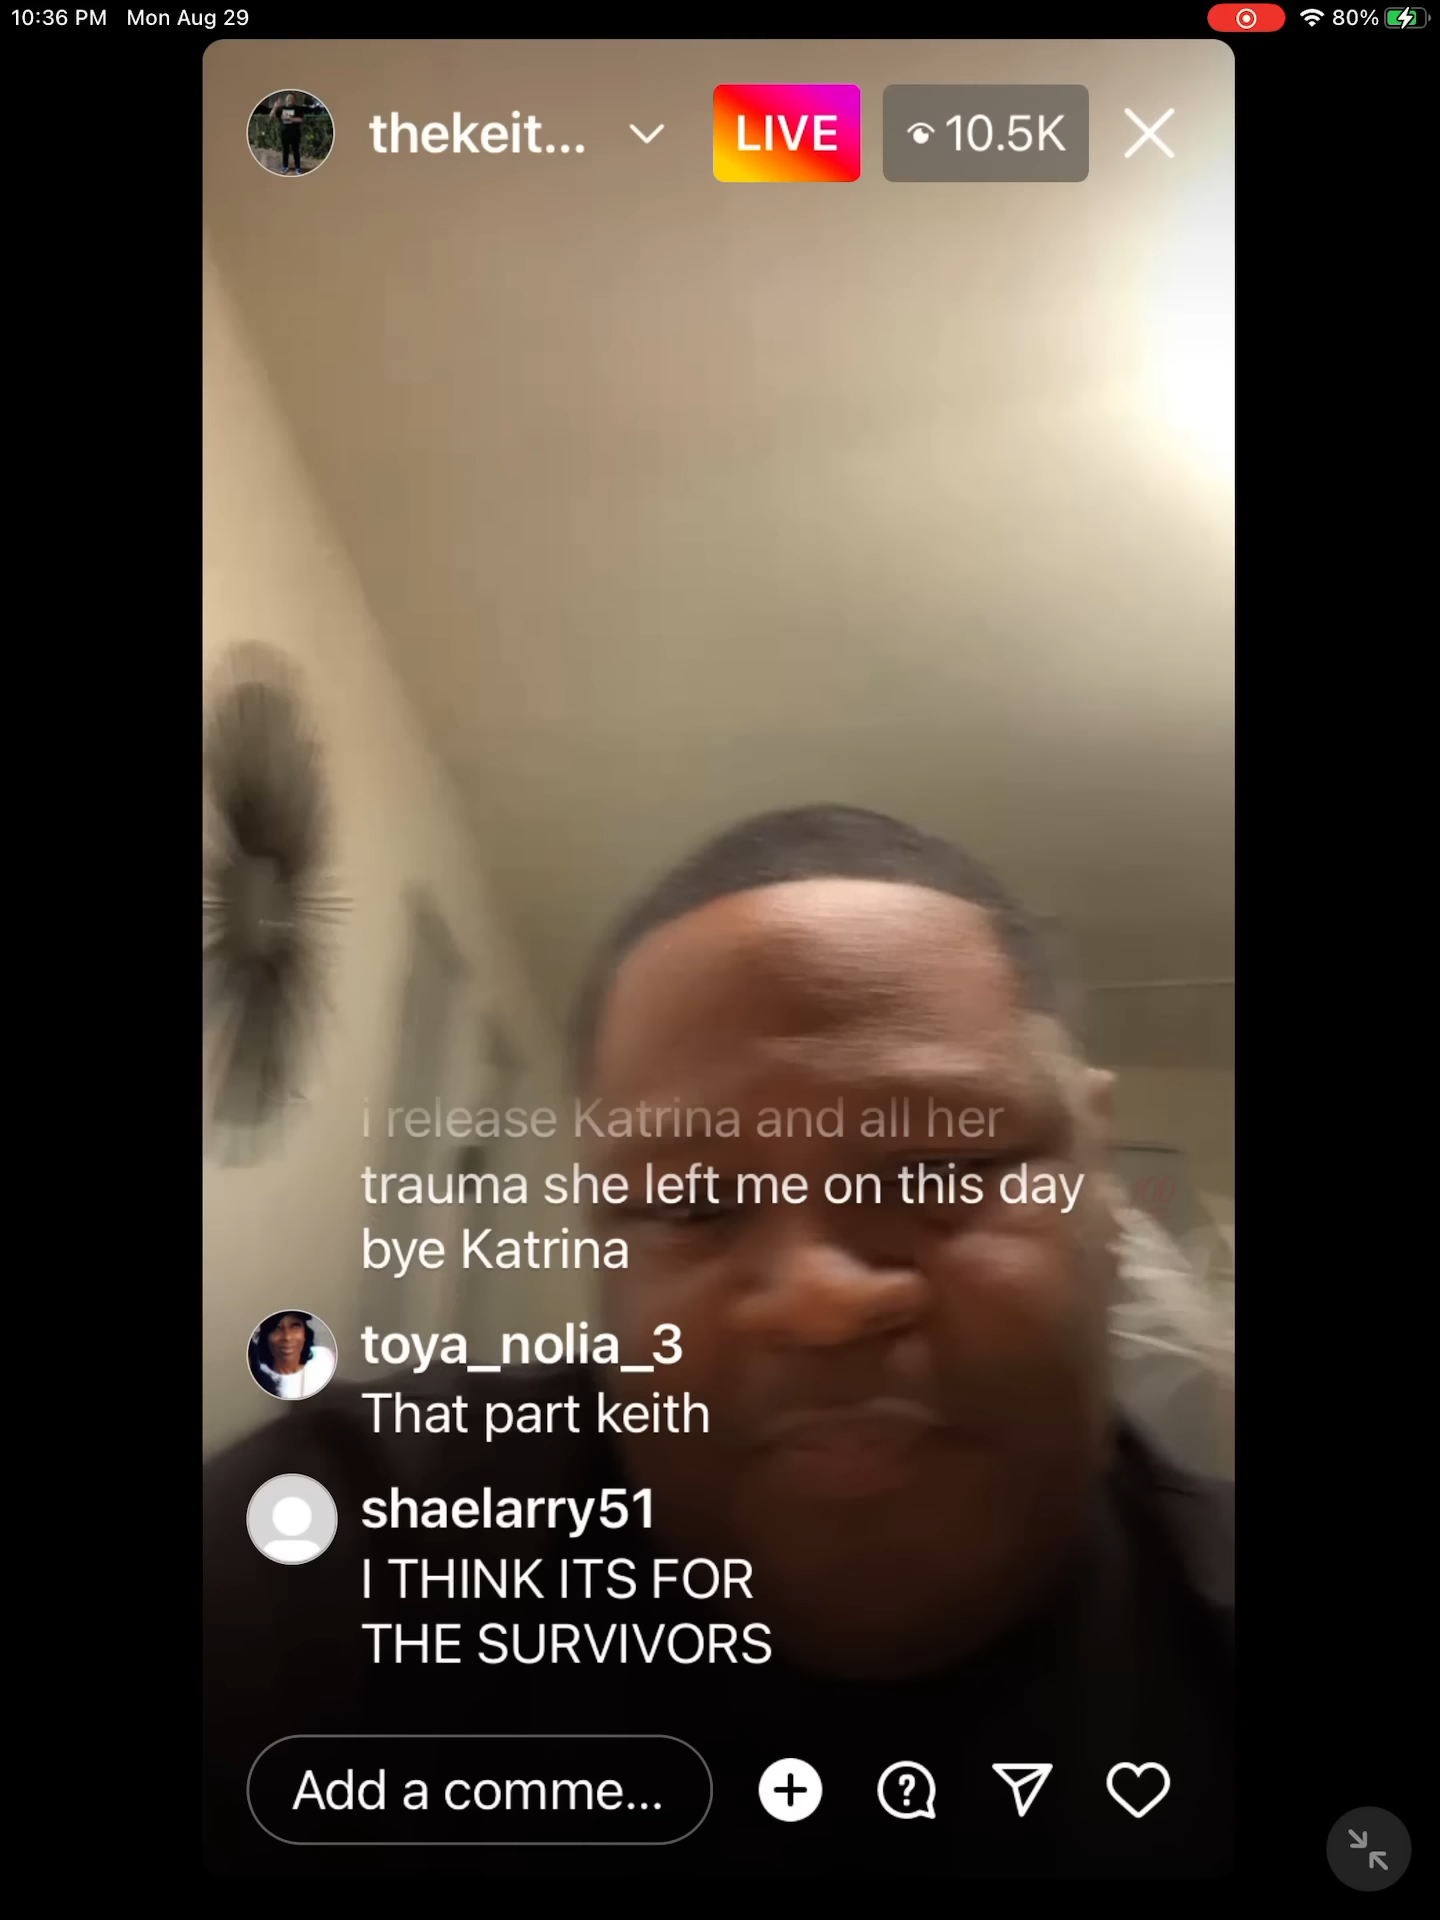 10:36 PM Mon Aug 29
80%
thekeit...
LIVE
10.5K
i release Katrina and all her
trauma she left me on this day
bye Katrina
toya_nolia_3
That part keith
shaelarry51
I THINK ITS FOR
THE SURVIVORS
Add a comme...